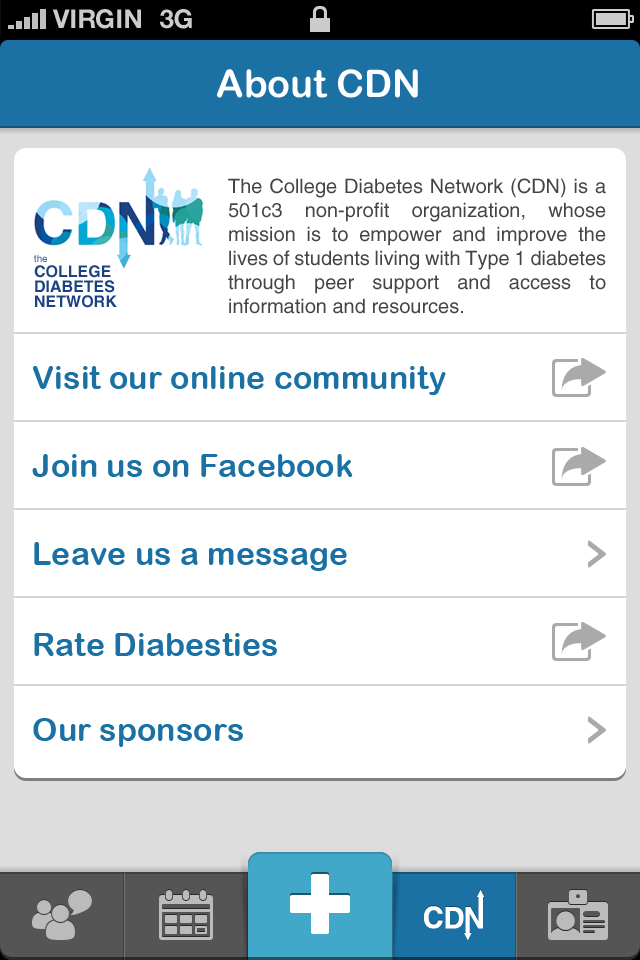 VIRGIN 3G
About CDN
CDN
the
COLLEGE
DIABETES
NETWORK
The College Diabetes Network (CDN) is a
501c3 non-profit organization, whose
mission is to empower and improve the
lives of students living with Type 1 diabetes
through peer support and access to
information and resources.
Visit our online community
Join us on Facebook
Leave us a message
Rate Diabesties
Our sponsors
CDN